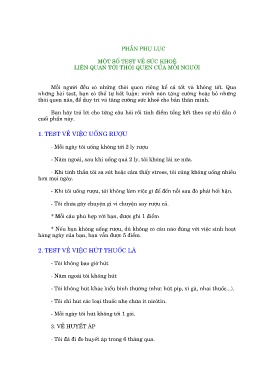 PHẦN PHỤ LỤC
MỘT SỐ TEST VỀ SỨC KHOẺ
LIÊN QUAN TỚI THÓI QUEN CỦA MỖI NGƯỜI
Mỗi người đều có những thói quen riêng kể cả tốt và không tốt. Qua
những bài test, bạn có thể tự kết luận: mình nên tăng cường hoặc bỏ những
thói quen nào, để duy trì và tăng cường sức khoẻ cho bản thân mình.
Bạn hãy trả lời cho từng câu hỏi rồi tính điểm tổng kết theo sự chỉ dẫn ở
cuối phần này.
1. TEST VỀ VIỆC UỐNG RƯỢU
- Mỗi ngày tôi uống không tới 2 ly rượu
- Năm ngoái, sau khi uống quá 2 ly, tôi không lái xe nữa.
- Khi tinh thần tôi sa sút hoặc cảm thấy stress, tôi cũng không uống nhiều
hơn mọi ngày.
- Khi tôi uống rượu, tôi không làm việc gì để đến nỗi sau đó phải hối hận.
- Tôi chưa gây chuyện gì vì chuyện say rượu cả.
* Mỗi câu phù hợp với bạn, được ghi 1 điểm
* Nếu bạn không uống rượu, dù không có câu nào đúng với việc sinh hoạt
hàng ngày của bạn, bạn vẫn được 5 điểm.
2. TEST VỀ VIỆC HÚT THUỐC LÁ
- Tôi không bao giờ hút.
- Năm ngoái tôi không hút
- Tôi không hút khác kiểu bình thường (như: hút píp, xì gà, nhai thuốc...).
- Tôi chỉ hút các loại thuốc nhẹ chứa ít nicôtin.
- Mỗi ngày tôi hút không tới 1 gói.
3. VỀ HUYẾT ÁP
- Tôi đã đi đo huyết áp trong 6 tháng qua.